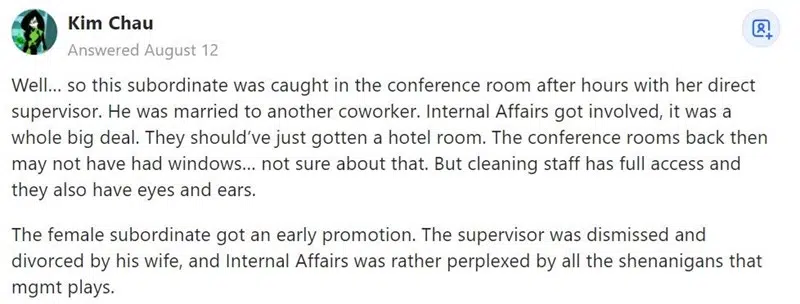 Kim Chau
Answered August 12
Well... so this subordinate was caught in the conference room after hours with her direct
supervisor. He was married to another coworker. Internal Affairs got involved, it was a
whole big deal. They should've just gotten a hotel room. The conference rooms back then
may not have had windows... not sure about that. But cleaning staff has full access and
they also have eyes and ears.
The female subordinate got an early promotion. The supervisor was dismissed and
divorced by his wife, and Internal Affairs was rather perplexed by all the shenanigans that
mgmt plays.